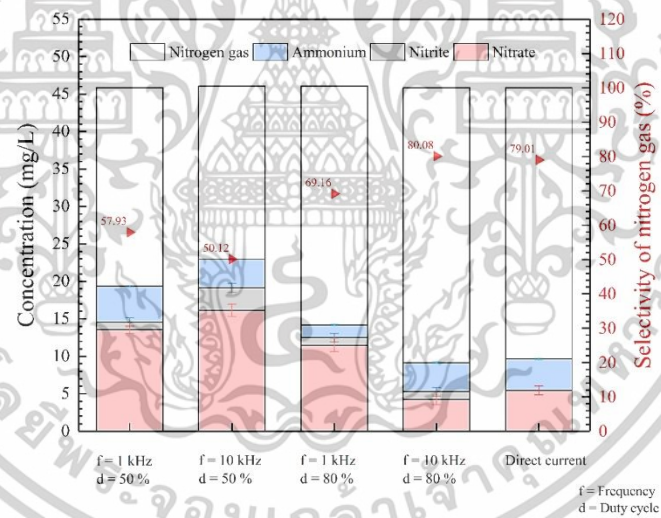 Nitrogen gas Ammonium Nitrite Nitrate
Concentration (mg/L)
55
50
45
40
35
30
25
20
15
10
5
0
57.93
50.12
69.16
80.08
79.01
120
110
100
90
80
70
60
50
40
30
20
10
0
Selectivity of nitrogen gas (%)
f = 1 kHz
d = 50 %
f = 10 kHz
d = 50 %
f = 1 kHz
d = 80 %
f = 10 kHz
d = 80 %
Direct current
f = Frequency
d = Duty cycle